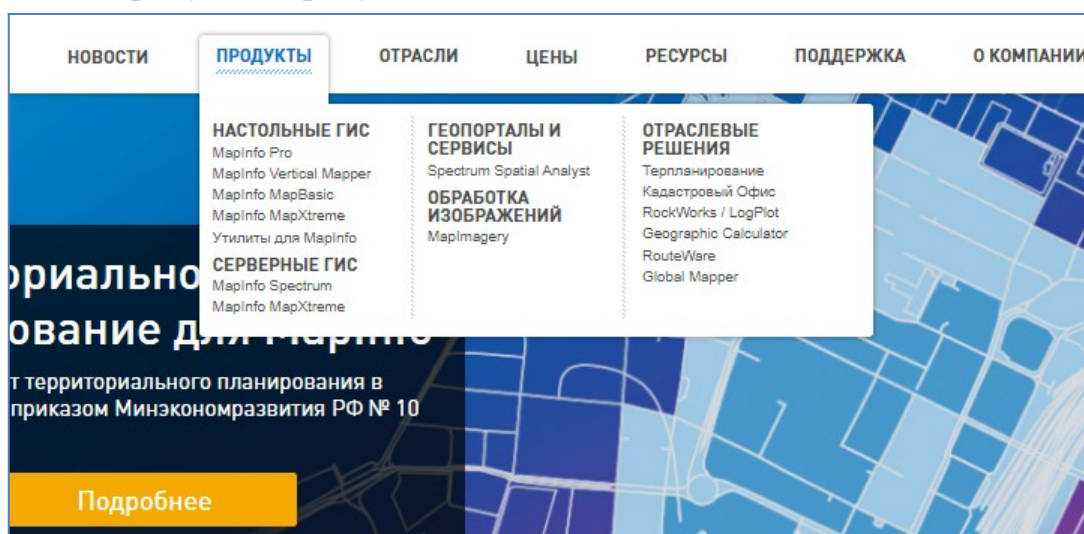 НОВОСТИ ПРОДУКТЫ ОТРАСЛИ ЦЕНЫ РЕСУРСЫ ПОДДЕРЖКА О КОМПАНИИ
НАСТОЛЬНЫЕ ГИС
MapInfo Pro
MapInfo Vertical Mapper
MapInfo MapBasic
MapInfo MapXtreme
Утилиты для MapInfo
СЕРВЕРНЫЕ ГИС
MapInfo Spectrum
MapInfo MapXtreme
ГЕОПОРТАЛЫ И
СЕРВИСЫ
Spectrum Spatial Analyst
ОБРАБОТКА
ИЗОБРАЖЕНИЙ
MapImagery
ОТРАСЛЕВЫЕ
РЕШЕНИЯ
Терпланирование
Кадастровый Офис
RockWorks / LogPlot
Geographic Calculator
RouteWare
Global Mapper
ориально
ование для MapInfo
т территориального планирования в
приказом Минэкономразвития РФ № 10
Подробнее